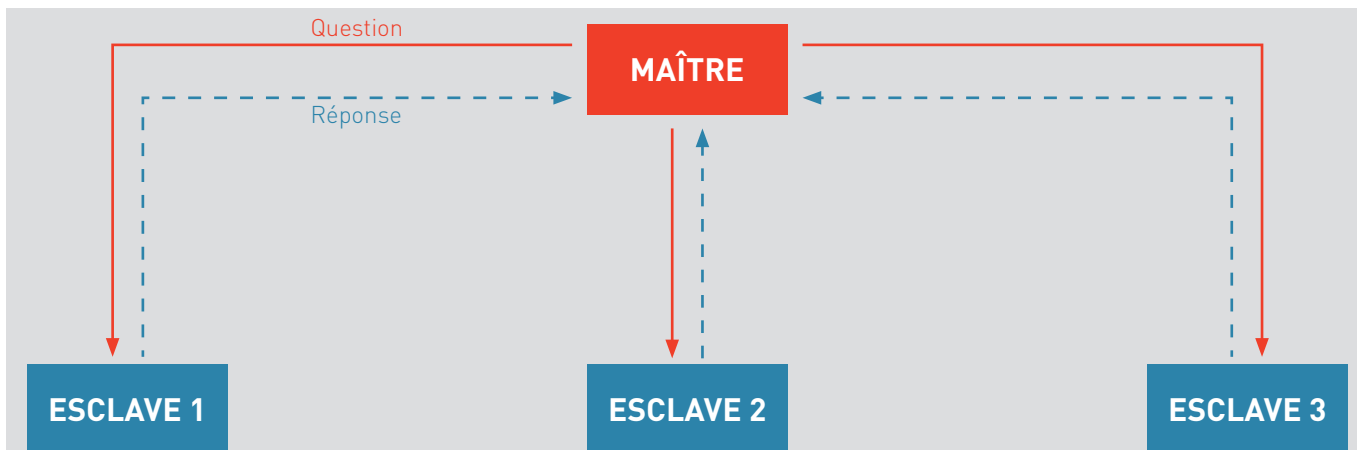 Question
MAÎTRE
Réponse
ESCLAVE 1
ESCLAVE 2
ESCLAVE 3